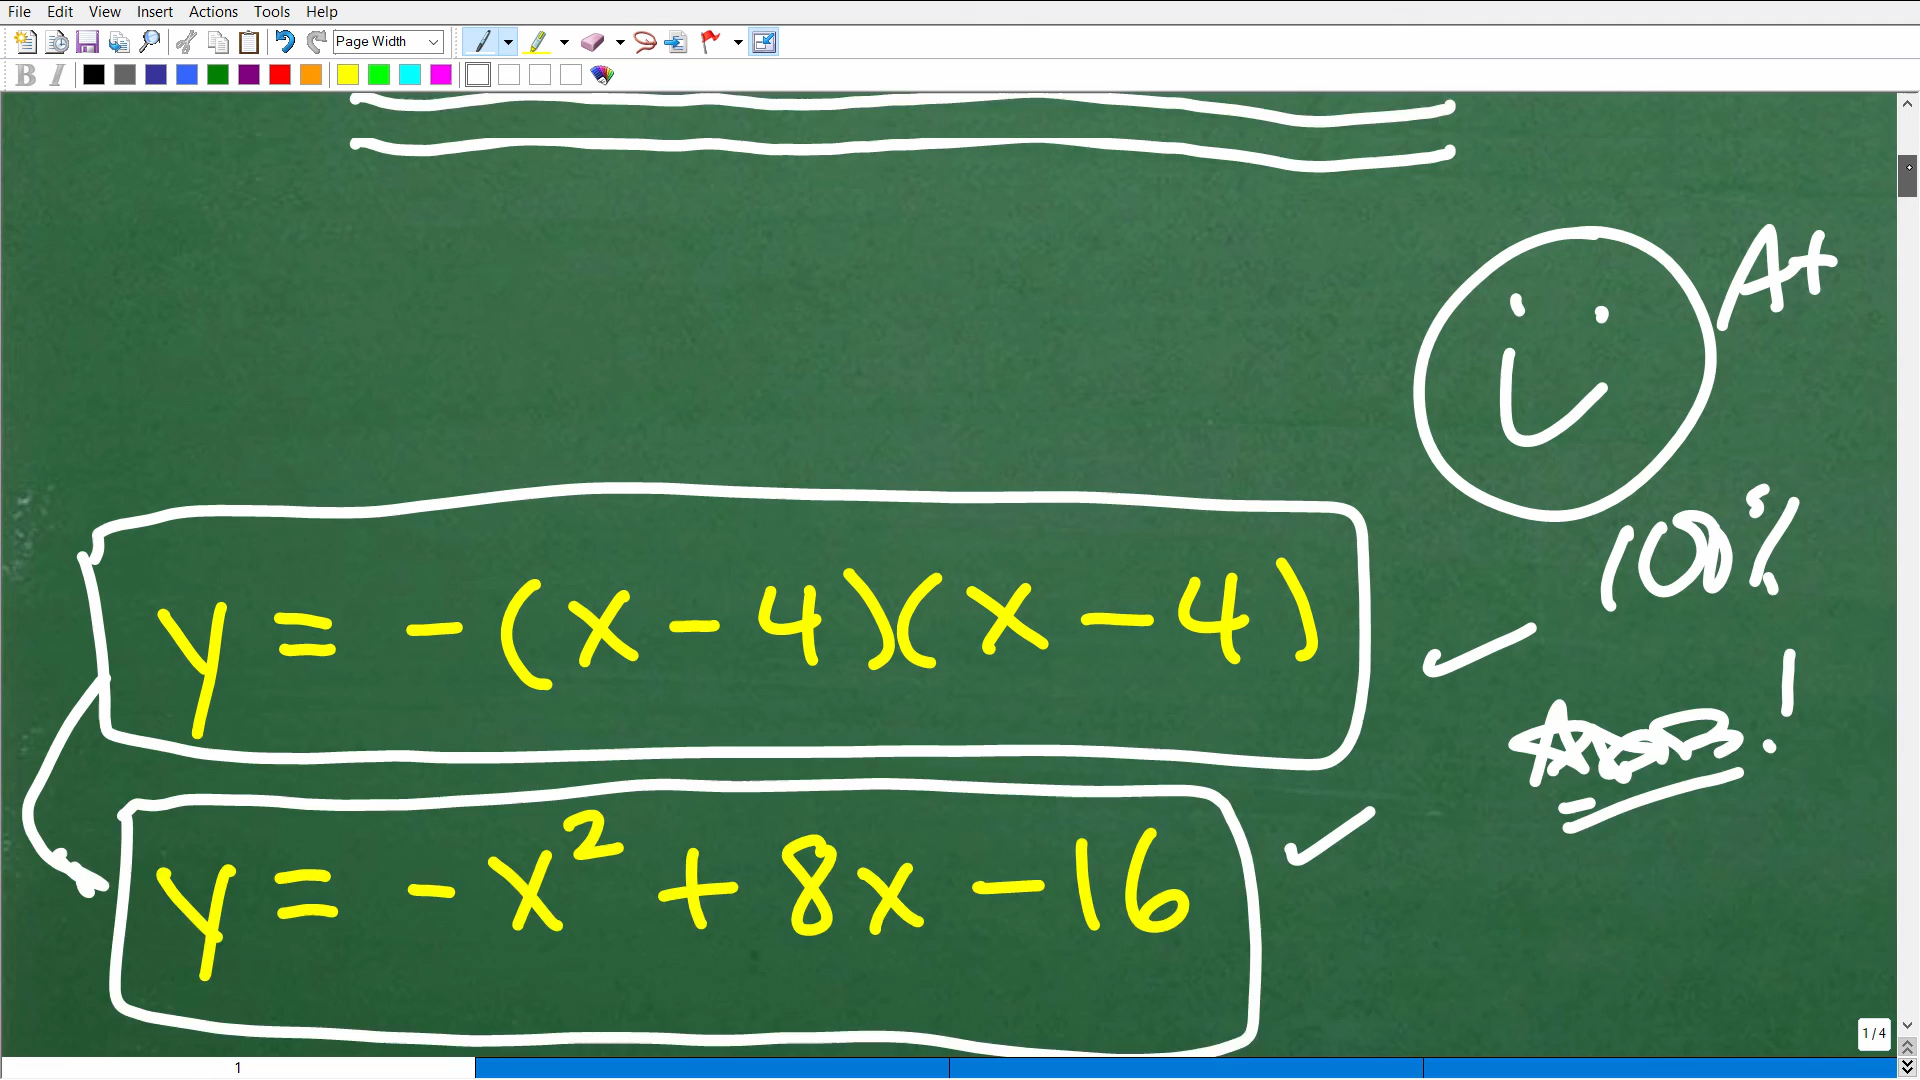 File Edit View Insert Actions Tools Help
Page Width
B I
A+
100%
y = -(x-4)(x-4)
!
y = -x² + 8x - 16
1 / 4
1